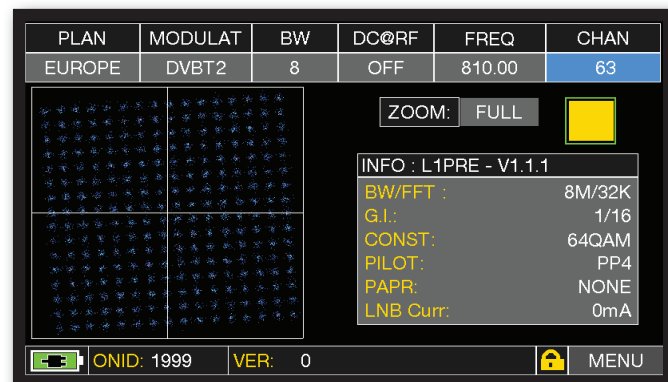 PLAN MODULAT BW DC@RF FREQ CHAN
EUROPE DVBT2 8 OFF 810.00 63
ZOOM: FULL
INFO : L1PRE - V1.1.1
BW/FFT : 8M/32K
G.I.: 1/16
CONST: 64QAM
PILOT: PP4
PAPR: NONE
LNB Curr: 0mA
ONID: 1999 VER: 0 MENU